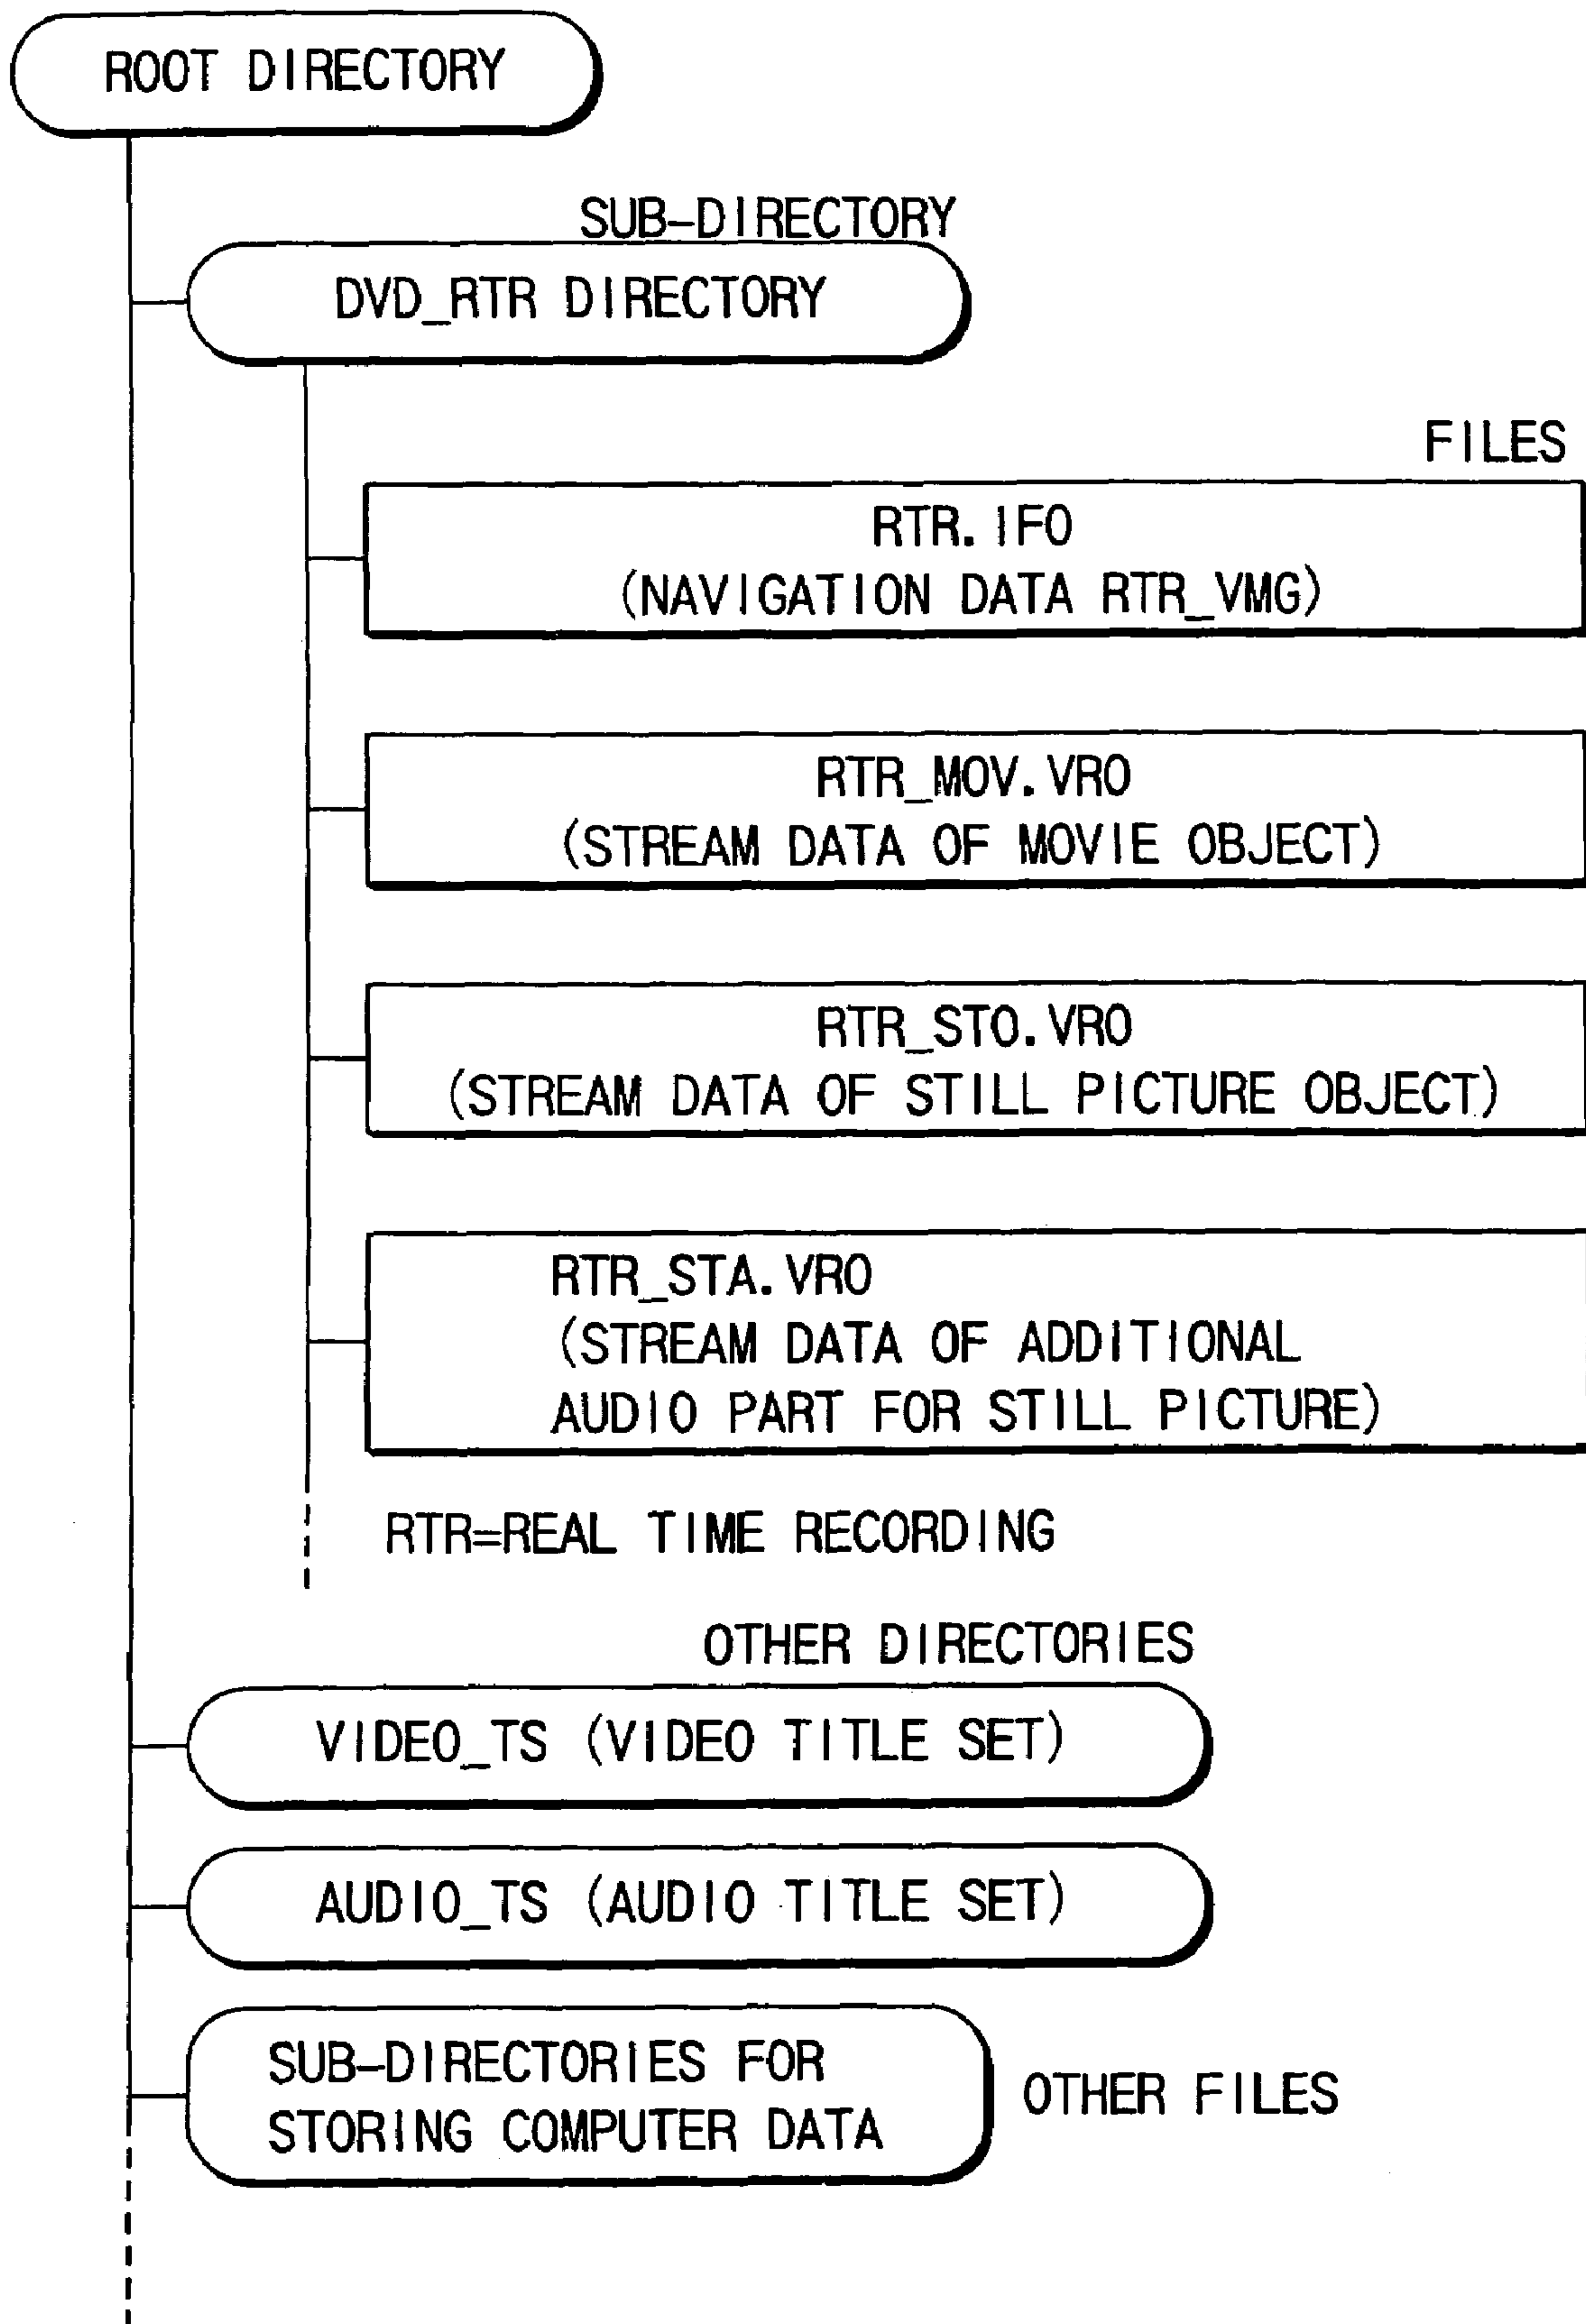 ROOT DIRECTORY
SUB-DIRECTORY
DVD_RTR DIRECTORY
FILES
RTR.IFO
(NAVIGATION DATA RTR_VMG)
RTR_MOV.VRO
(STREAM DATA OF MOVIE OBJECT)
RTR_STO.VRO
(STREAM DATA OF STILL PICTURE OBJECT)
RTR_STA.VRO
(STREAM DATA OF ADDITIONAL
AUDIO PART FOR STILL PICTURE)
RTR=REAL TIME RECORDING
OTHER DIRECTORIES
VIDEO_TS (VIDEO TITLE SET)
AUDIO_TS (AUDIO TITLE SET)
SUB-DIRECTORIES FOR
STORING COMPUTER DATA
OTHER FILES